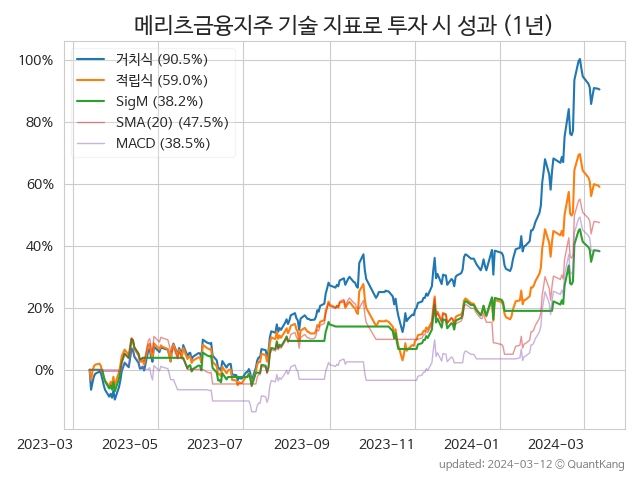 메리츠금융지주 기술 지표로 투자 시 성과 (1년)
100%
80%
60%
40%
20%
0%
거치식 (90.5%)
적립식 (59.0%)
SigM (38.2%)
SMA(20) (47.5%)
MACD (38.5%)
2023-03 2023-05 2023-07 2023-09 2023-11 2024-01 2024-03
updated: 2024-03-12 © QuantKang